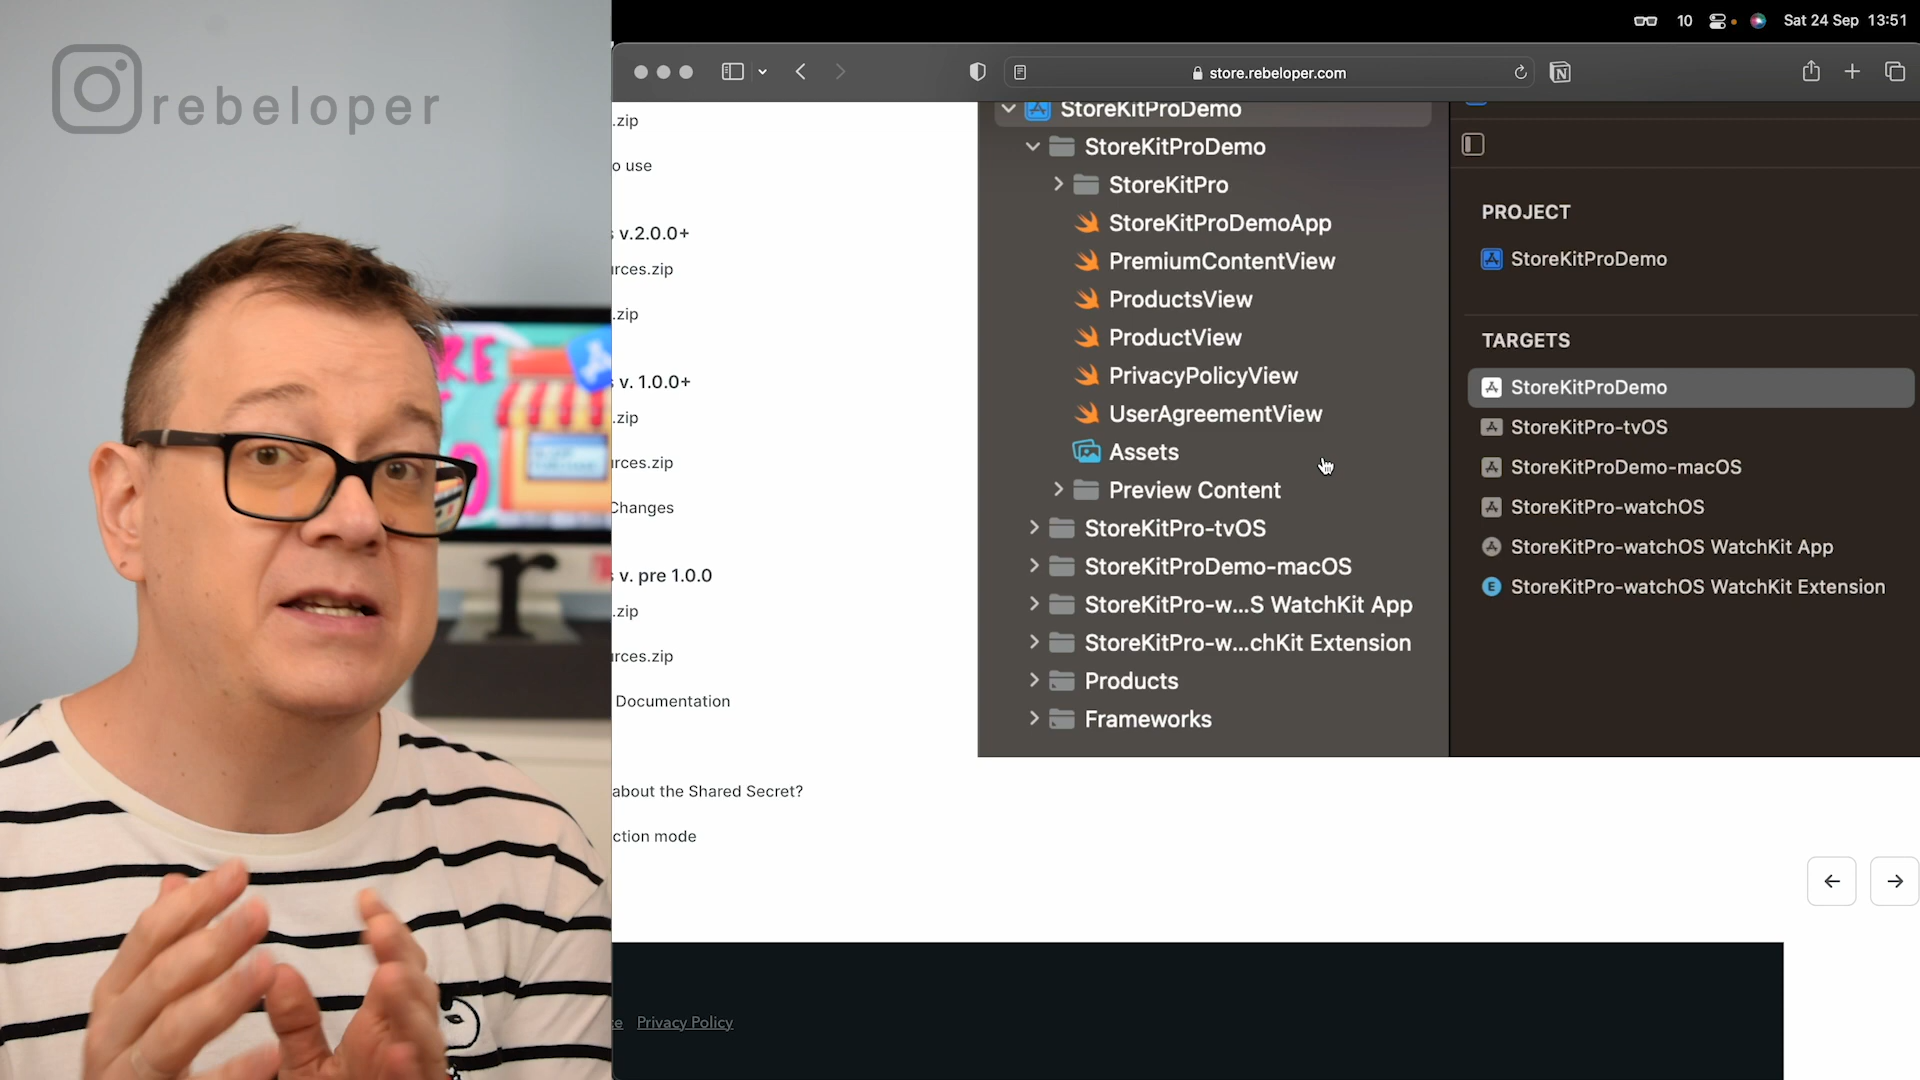 rebeloper
10
Sat 24 Sep 13:51
store.rebeloper.com
.zip
o use
v.2.0.0+
rces.zip
.zip
v. 1.0.0+
.zip
rces.zip
Changes
v. pre 1.0.0
.zip
rces.zip
Documentation
about the Shared Secret?
ction mode
StoreKitProDemo
StoreKitProDemo
StoreKitPro
StoreKitProDemoApp
PremiumContentView
ProductsView
ProductView
PrivacyPolicyView
UserAgreementView
Assets
Preview Content
StoreKitPro-tvOS
StoreKitProDemo-macOS
StoreKitPro-w...S WatchKit App
StoreKitPro-w...chKit Extension
Products
Frameworks
PROJECT
StoreKitProDemo
TARGETS
StoreKitProDemo
StoreKitPro-tvOS
StoreKitProDemo-macOS
StoreKitPro-watchOS
StoreKitPro-watchOS WatchKit App
StoreKitPro-watchOS WatchKit Extension
Privacy Policy